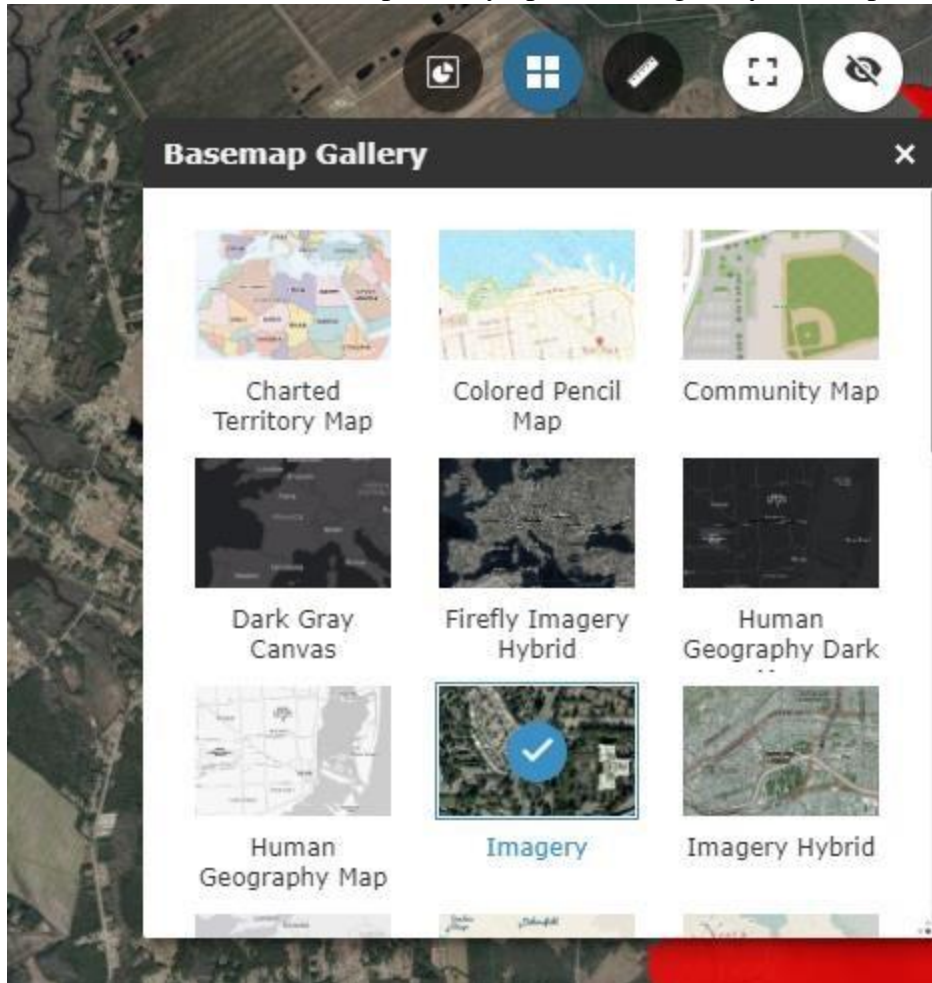 Basemap Gallery
Charted
Territory Map
Colored Pencil
Map
Community Map
Dark Gray
Canvas
Firefly Imagery
Hybrid
Human
Geography Dark
Human
Geography Map
Imagery
Imagery Hybrid